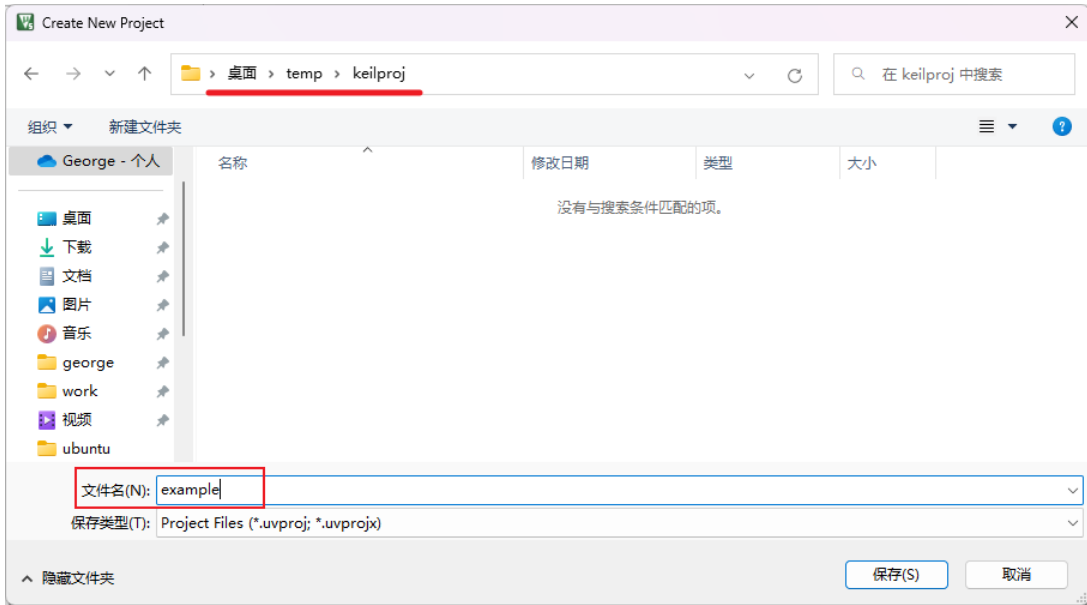 Create New Project
桌面 › temp › keilproj
在 keilproj 中搜索
组织 新建文件夹
George - 个人
名称 修改日期 类型 大小
没有与搜索条件匹配的项。
桌面
下载
文档
图片
音乐
george
work
视频
ubuntu
文件名(N): example
保存类型(T): Project Files (*.uvproj; *.uvprojx)
隐藏文件夹 保存(S) 取消